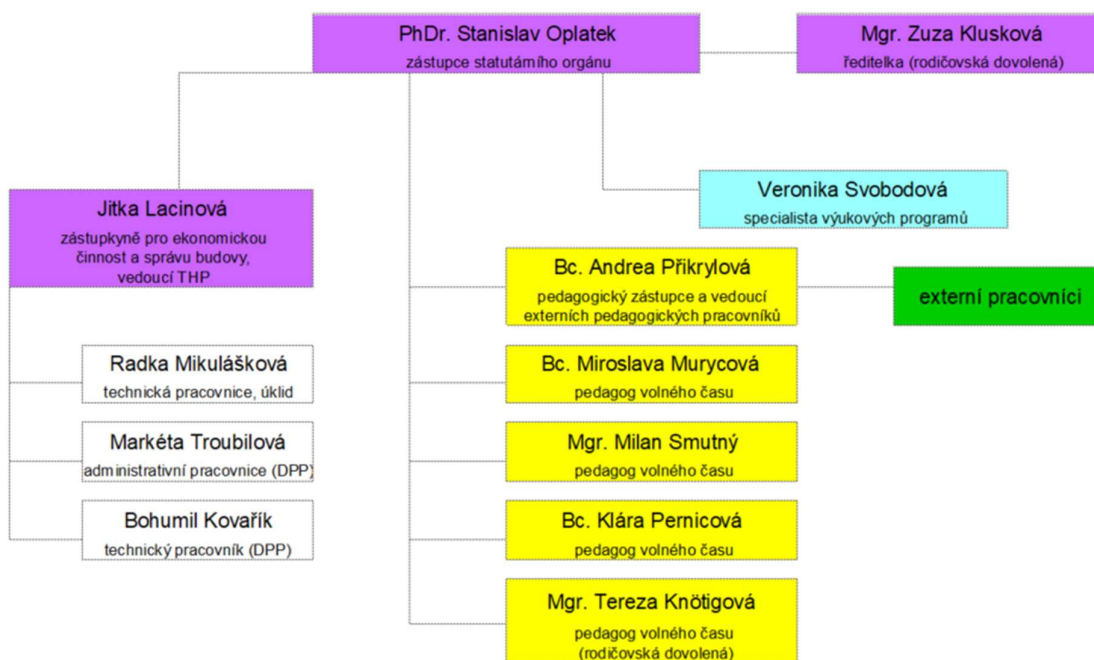 PhDr. Stanislav Oplatek
zástupce statutárního orgánu
Mgr. Zuza Klusková
ředitelka (rodičovská dovolená)
Jitka Lacinová
zástupkyně pro ekonomickou
činnost a správu budovy,
vedoucí THP
Veronika Svobodová
specialista výukových programů
Bc. Andrea Přikrylová
pedagogický zástupce a vedoucí
externích pedagogických pracovníků
externí pracovníci
Radka Mikulášková
technická pracovnice, úklid
Bc. Miroslava Murycová
pedagog volného času
Markéta Troubilová
administrativní pracovnice (DPP)
Mgr. Milan Smutný
pedagog volného času
Bohumil Kovařík
technický pracovník (DPP)
Bc. Klára Pernicová
pedagog volného času
Mgr. Tereza Knötigová
pedagog volného času
(rodičovská dovolená)